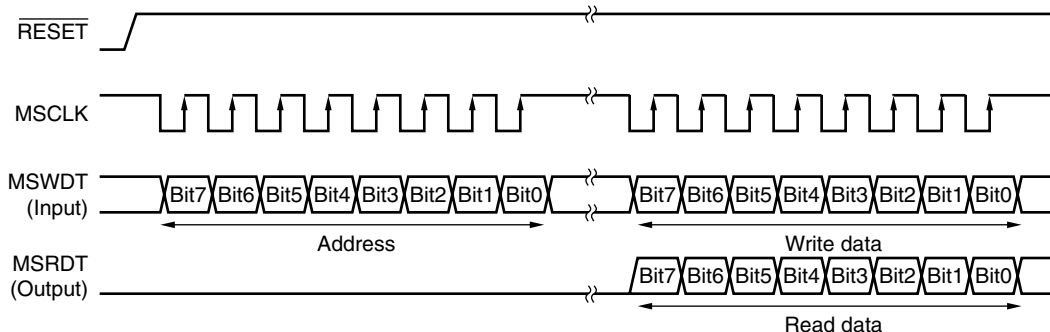 RESET
MSCLK
MSWDT
(Input)
Bit7 Bit6 Bit5 Bit4 Bit3 Bit2 Bit1 Bit0 Bit7 Bit6 Bit5 Bit4 Bit3 Bit2 Bit1 Bit0
Address Write data
MSRDT
(Output)
Bit7 Bit6 Bit5 Bit4 Bit3 Bit2 Bit1 Bit0
Read data